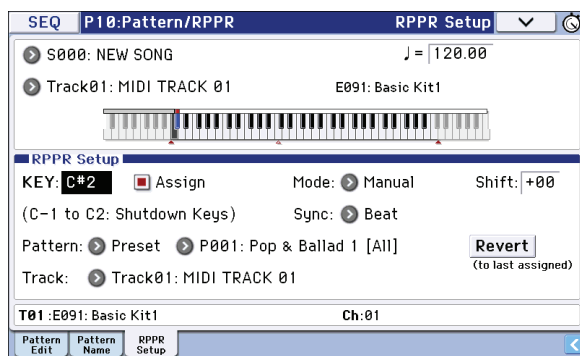 SEQ P10:Pattern/RPPR RPPR Setup
S000: NEW SONG ♩= 120.00
Track01: MIDI TRACK 01 E091: Basic Kit1
RPPR Setup
KEY: C#2 Assign Mode: Manual Shift: +00
(C-1 to C2: Shutdown Keys) Sync: Beat
Pattern: Preset P001: Pop & Ballad 1 [All] Revert
(to last assigned)
Track: Track01: MIDI TRACK 01
T01 :E091: Basic Kit1 Ch:01
Pattern Edit Pattern Name RPPR Setup